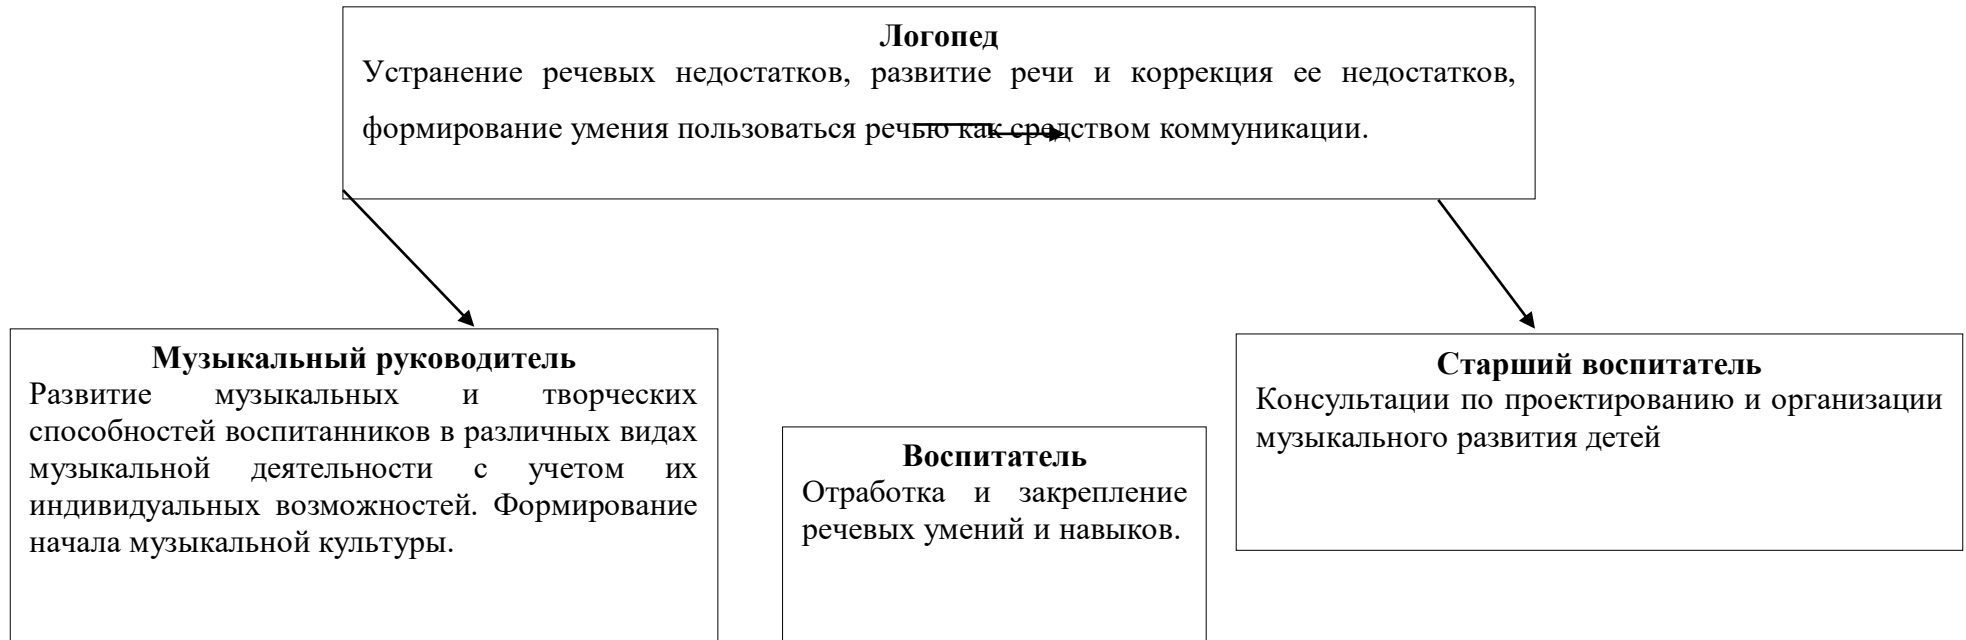 Логопед
Устранение речевых недостатков, развитие речи и коррекция ее недостатков,
формирование умения пользоваться речью как средством коммуникации.
Музыкальный руководитель
Развитие музыкальных и творческих
способностей воспитанников в различных видах
музыкальной деятельности с учетом их
индивидуальных возможностей. Формирование
начала музыкальной культуры.
Воспитатель
Отработка и закрепление
речевых умений и навыков.
Старший воспитатель
Консультации по проектированию и организации
музыкального развития детей